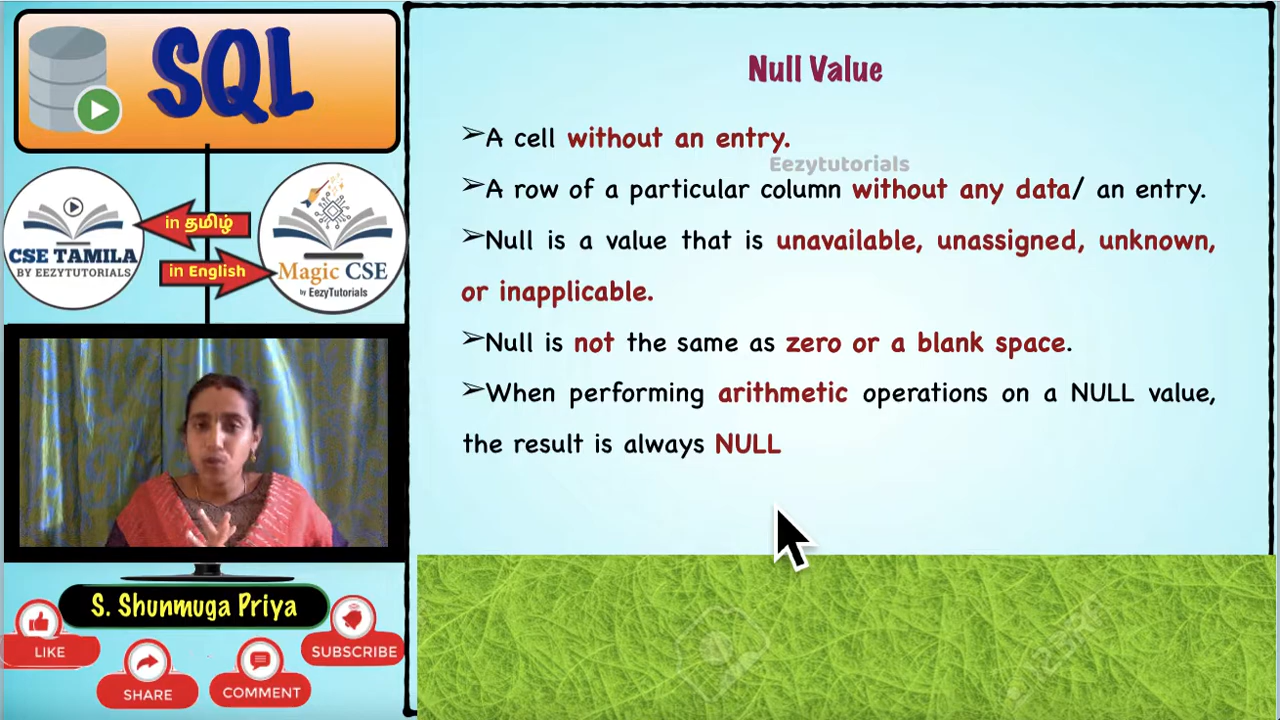 SQL
in தமிழ்
CSE TAMILA
BY EEZYTUTORIALS
in English
Magic CSE
by EezyTutorials
S. Shunmuga Priya
LIKE
SHARE
COMMENT
SUBSCRIBE
Null Value
➢A cell without an entry.
Eezytutorials
➢A row of a particular column without any data/ an entry.
➢Null is a value that is unavailable, unassigned, unknown,
or inapplicable.
➢Null is not the same as zero or a blank space.
➢When performing arithmetic operations on a NULL value,
the result is always NULL